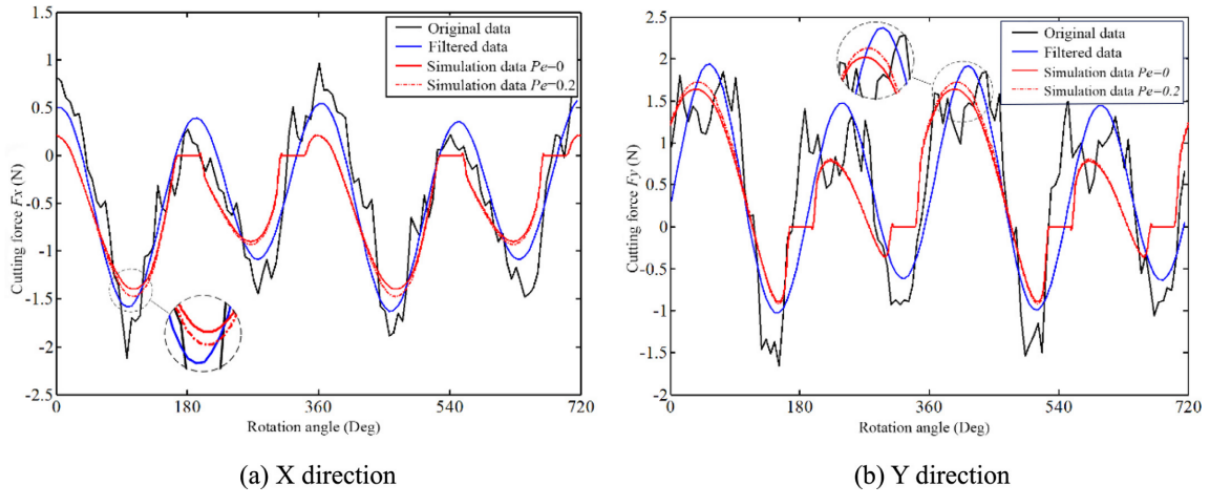 1.5
1
0.5
0
-0.5
-1
-1.5
-2
-2.5
Cutting force Fx (N)
Original data
Filtered data
Simulation data Pe=0
Simulation data Pe=0.2
0 180 360 540 720
Rotation angle (Deg)
(a) X direction
2.5
2
1.5
1
0.5
0
-0.5
-1
-1.5
-2
Cutting force Fy (N)
Original data
Filtered data
Simulation data Pe=0
Simulation data Pe=0.2
0 180 360 540 720
Rotation angle (Deg)
(b) Y direction